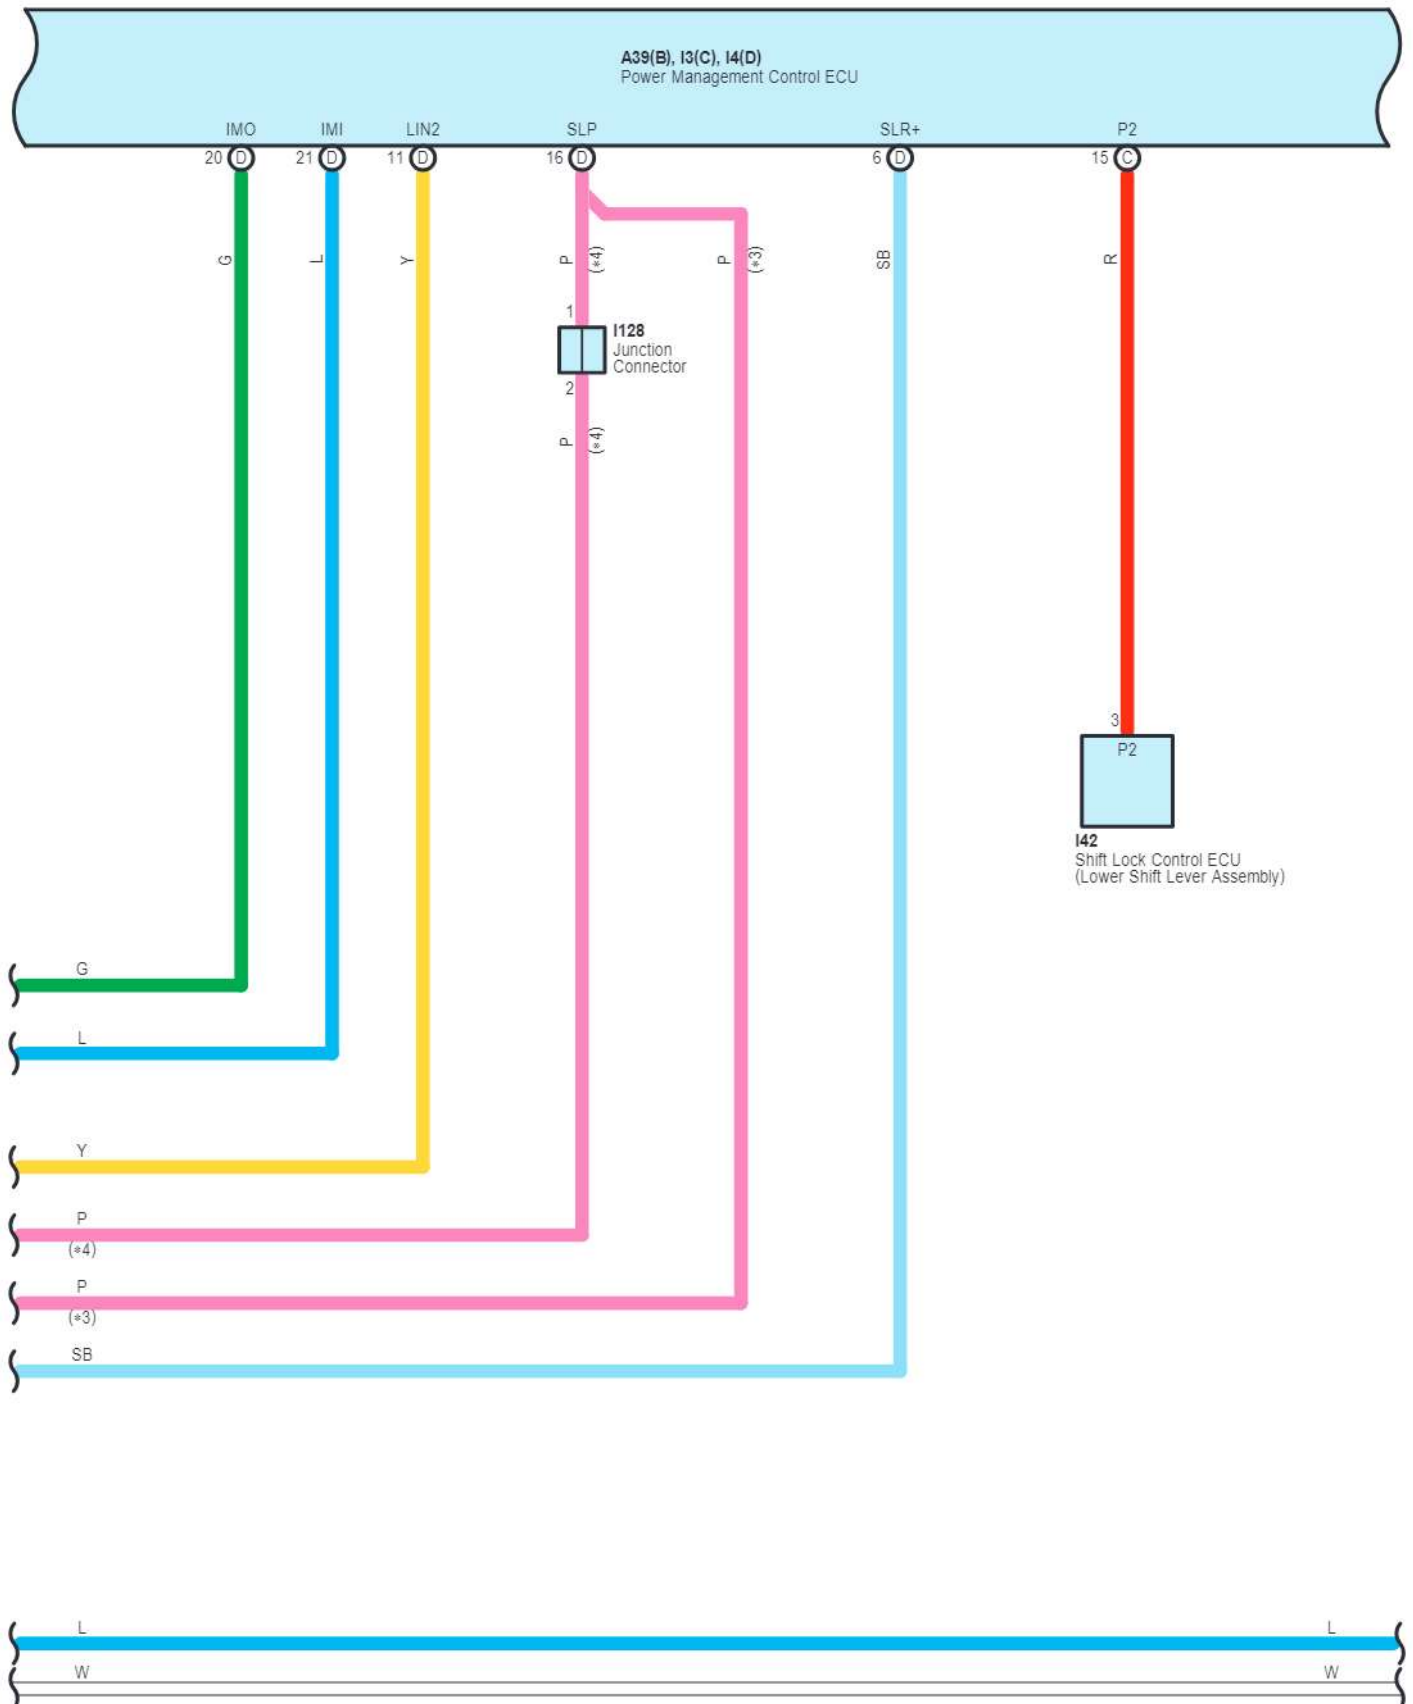 A39(B), I3(C), I4(D)
Power Management Control ECU
IMO IMI LIN2 SLP SLR+ P2
20 D 21 D 11 D 16 D 6 D 15 C
G L Y P (*4) P (*3) SB R
1
I128
Junction
Connector
2
P (*4)
3
P2
I42
Shift Lock Control ECU
(Lower Shift Lever Assembly)
G
L
Y
P
(*4)
P
(*3)
SB
L L
W W